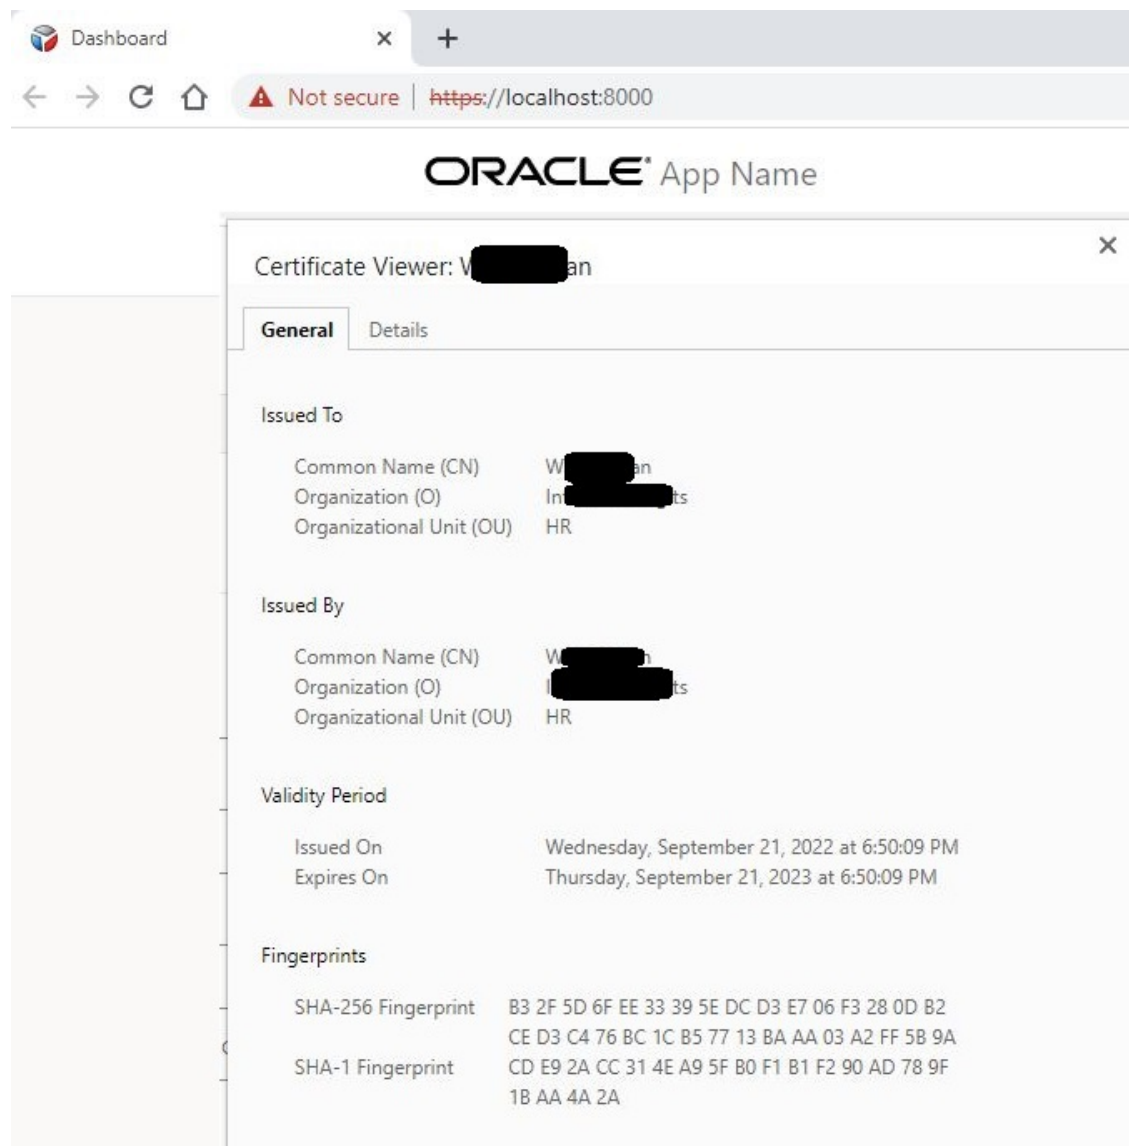 Dashboard
Not secure | https://localhost:8000
ORACLE App Name
Certificate Viewer:
General Details
Issued To
Common Name (CN)
Organization (O)
Organizational Unit (OU) HR
Issued By
Common Name (CN)
Organization (O)
Organizational Unit (OU) HR
Validity Period
Issued On Wednesday, September 21, 2022 at 6:50:09 PM
Expires On Thursday, September 21, 2023 at 6:50:09 PM
Fingerprints
SHA-256 Fingerprint B3 2F 5D 6F EE 33 39 5E DC D3 E7 06 F3 28 0D B2
CE D3 C4 76 BC 1C B5 77 13 BA AA 03 A2 FF 5B 9A
SHA-1 Fingerprint CD E9 2A CC 31 4E A9 5F B0 F1 B1 F2 90 AD 78 9F
1B AA 4A 2A